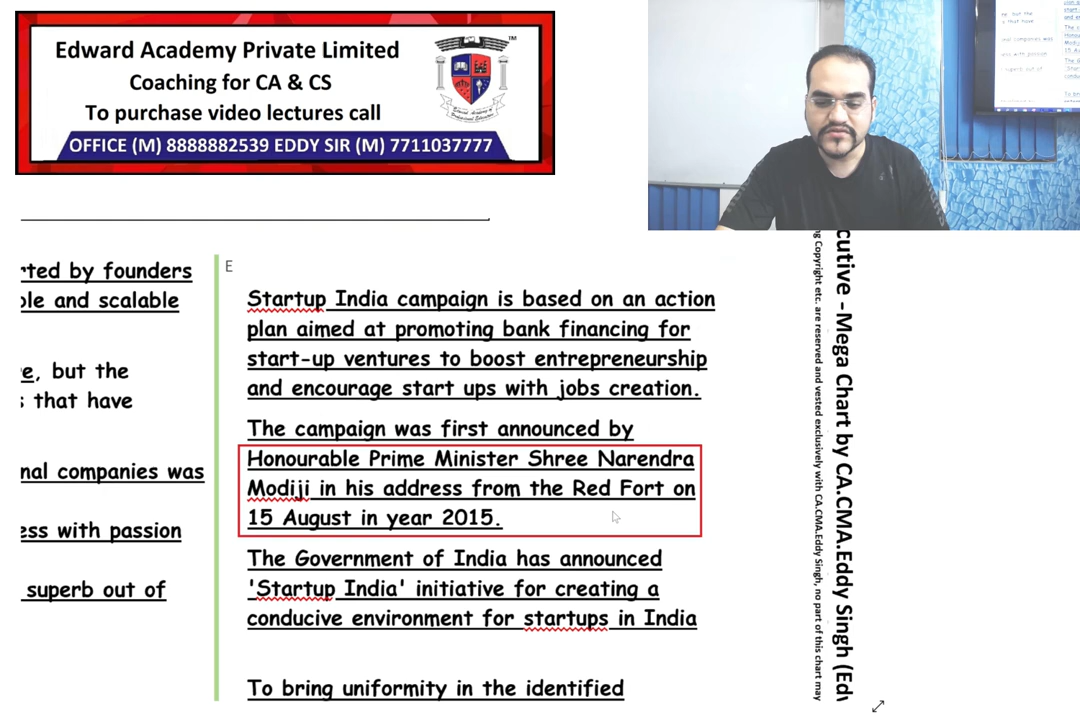 Edward Academy Private Limited
Coaching for CA & CS
To purchase video lectures call
OFFICE (M) 8888882539 EDDY SIR (M) 7711037777
TM
rted by founders
ole and scalable
e, but the
s that have
nal companies was
ess with passion
superb out of
E
Startup India campaign is based on an action
plan aimed at promoting bank financing for
start-up ventures to boost entrepreneurship
and encourage start ups with jobs creation.
The campaign was first announced by
Honourable Prime Minister Shree Narendra
Modiji in his address from the Red Fort on
15 August in year 2015.
The Government of India has announced
'Startup India' initiative for creating a
conducive environment for startups in India
To bring uniformity in the identified
cutive -Mega Chart by CA.CMA.Eddy Singh (Edw
ng Copyright etc. are reserved and vested exclusively with CA.CMA.Eddy Singh, no part of this chart may